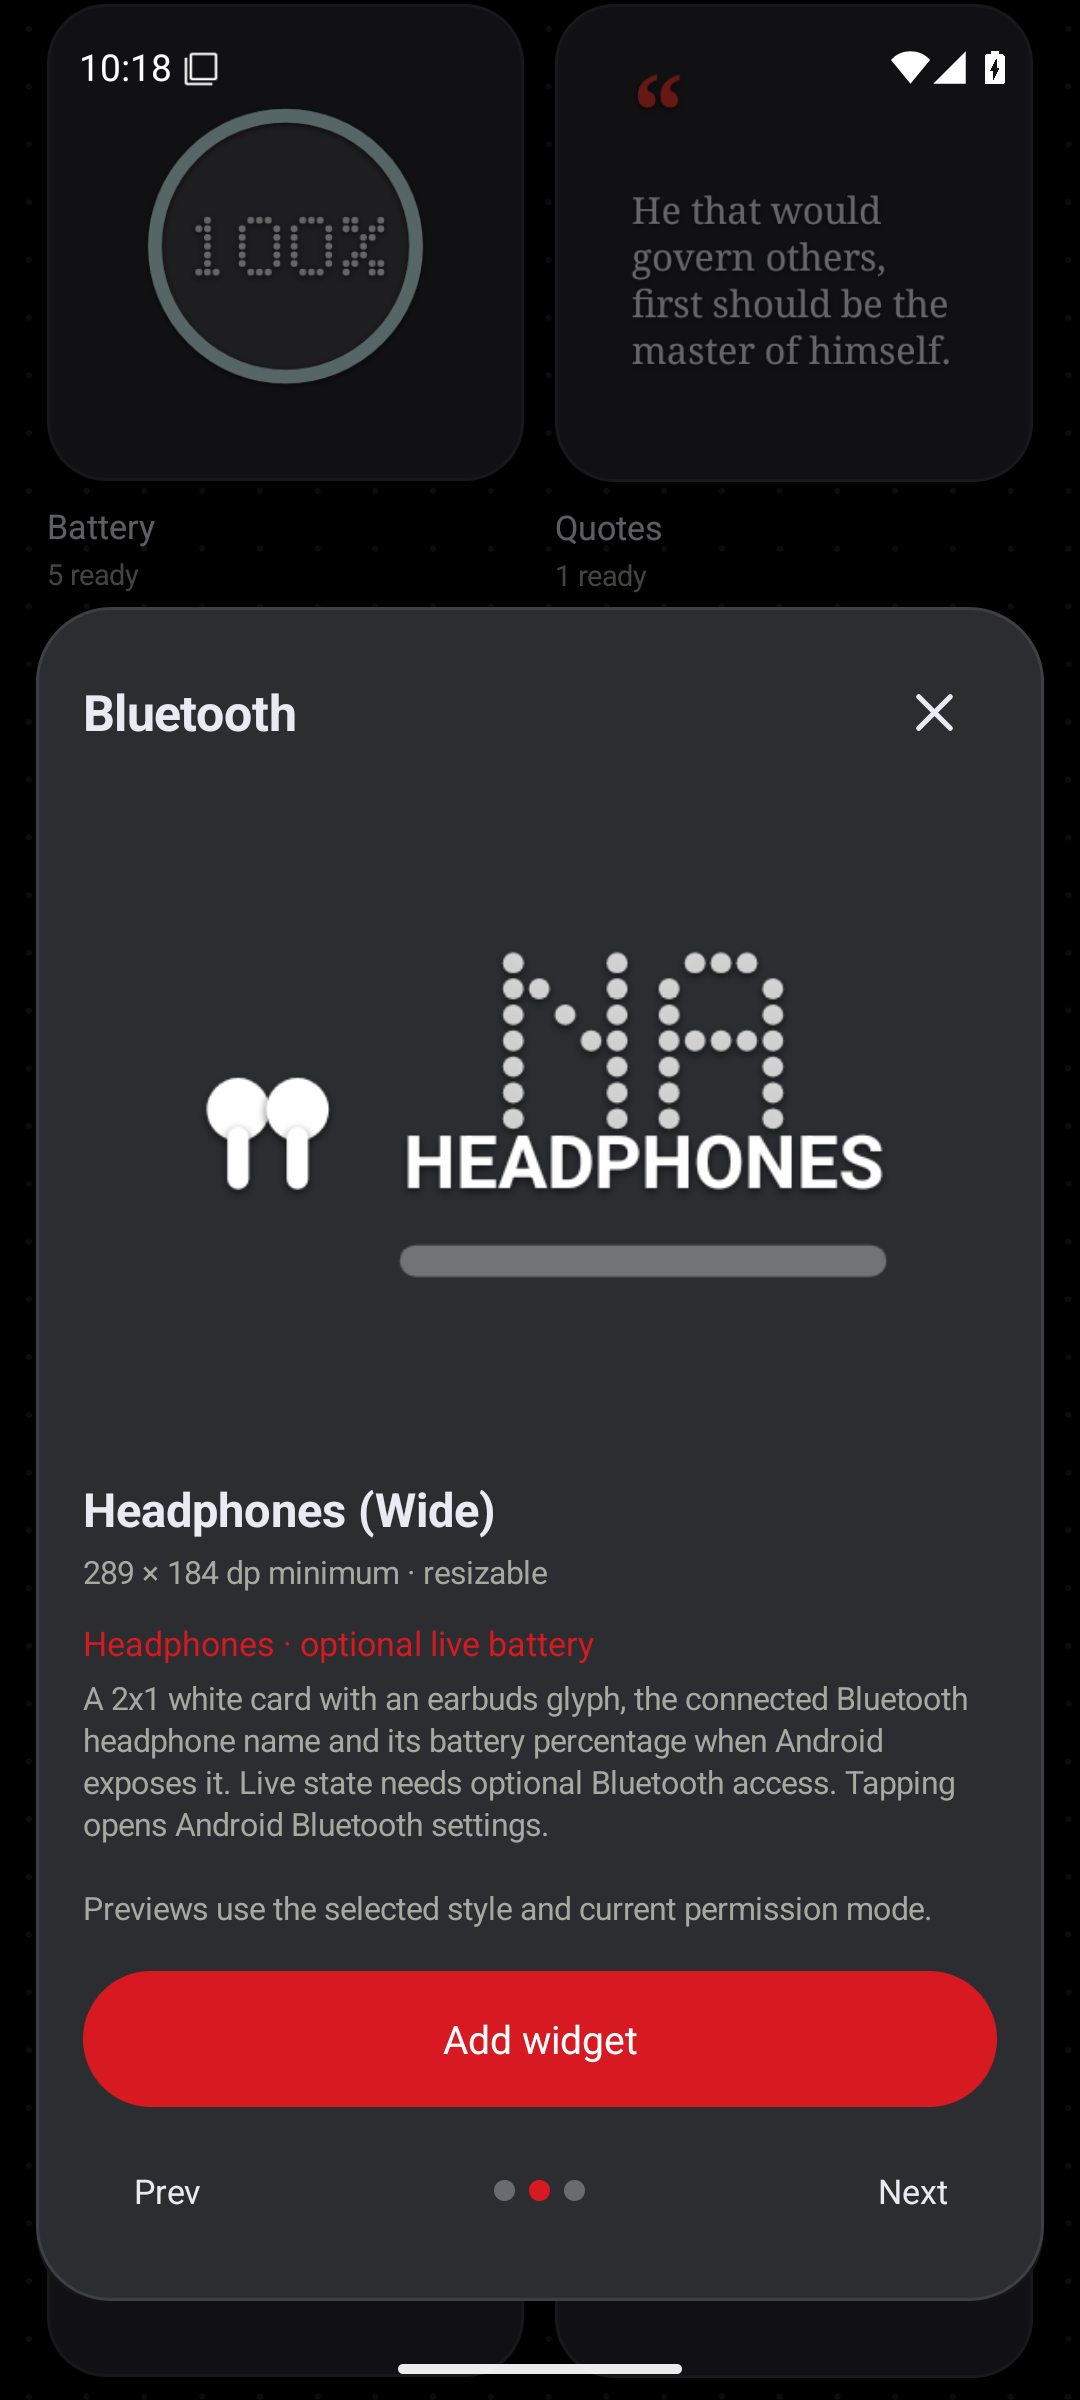 10:18
100%
“
He that would
govern others,
first should be the
master of himself.
Battery
Quotes
5 ready
1 ready
Bluetooth
NA
HEADPHONES
Headphones (Wide)
289 × 184 dp minimum · resizable
Headphones · optional live battery
A 2x1 white card with an earbuds glyph, the connected Bluetooth
headphone name and its battery percentage when Android
exposes it. Live state needs optional Bluetooth access. Tapping
opens Android Bluetooth settings.
Previews use the selected style and current permission mode.
Add widget
Prev
Next